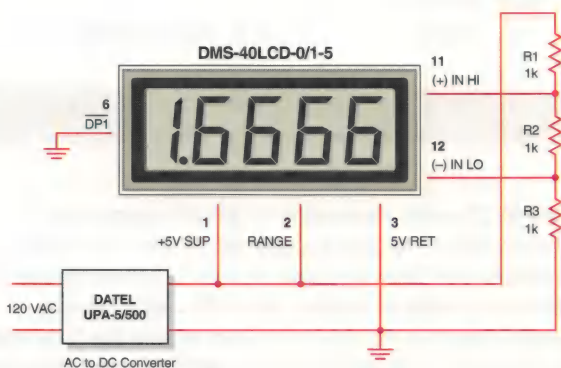 DMS-40LCD-0/1-5
6
DP1
1.6666
11
(+) IN HI
12
(–) IN LO
R1
1k
R2
1k
R3
1k
1
+5V SUP
2
RANGE
3
5V RET
120 VAC
DATEL
UPA-5/500
AC to DC Converter